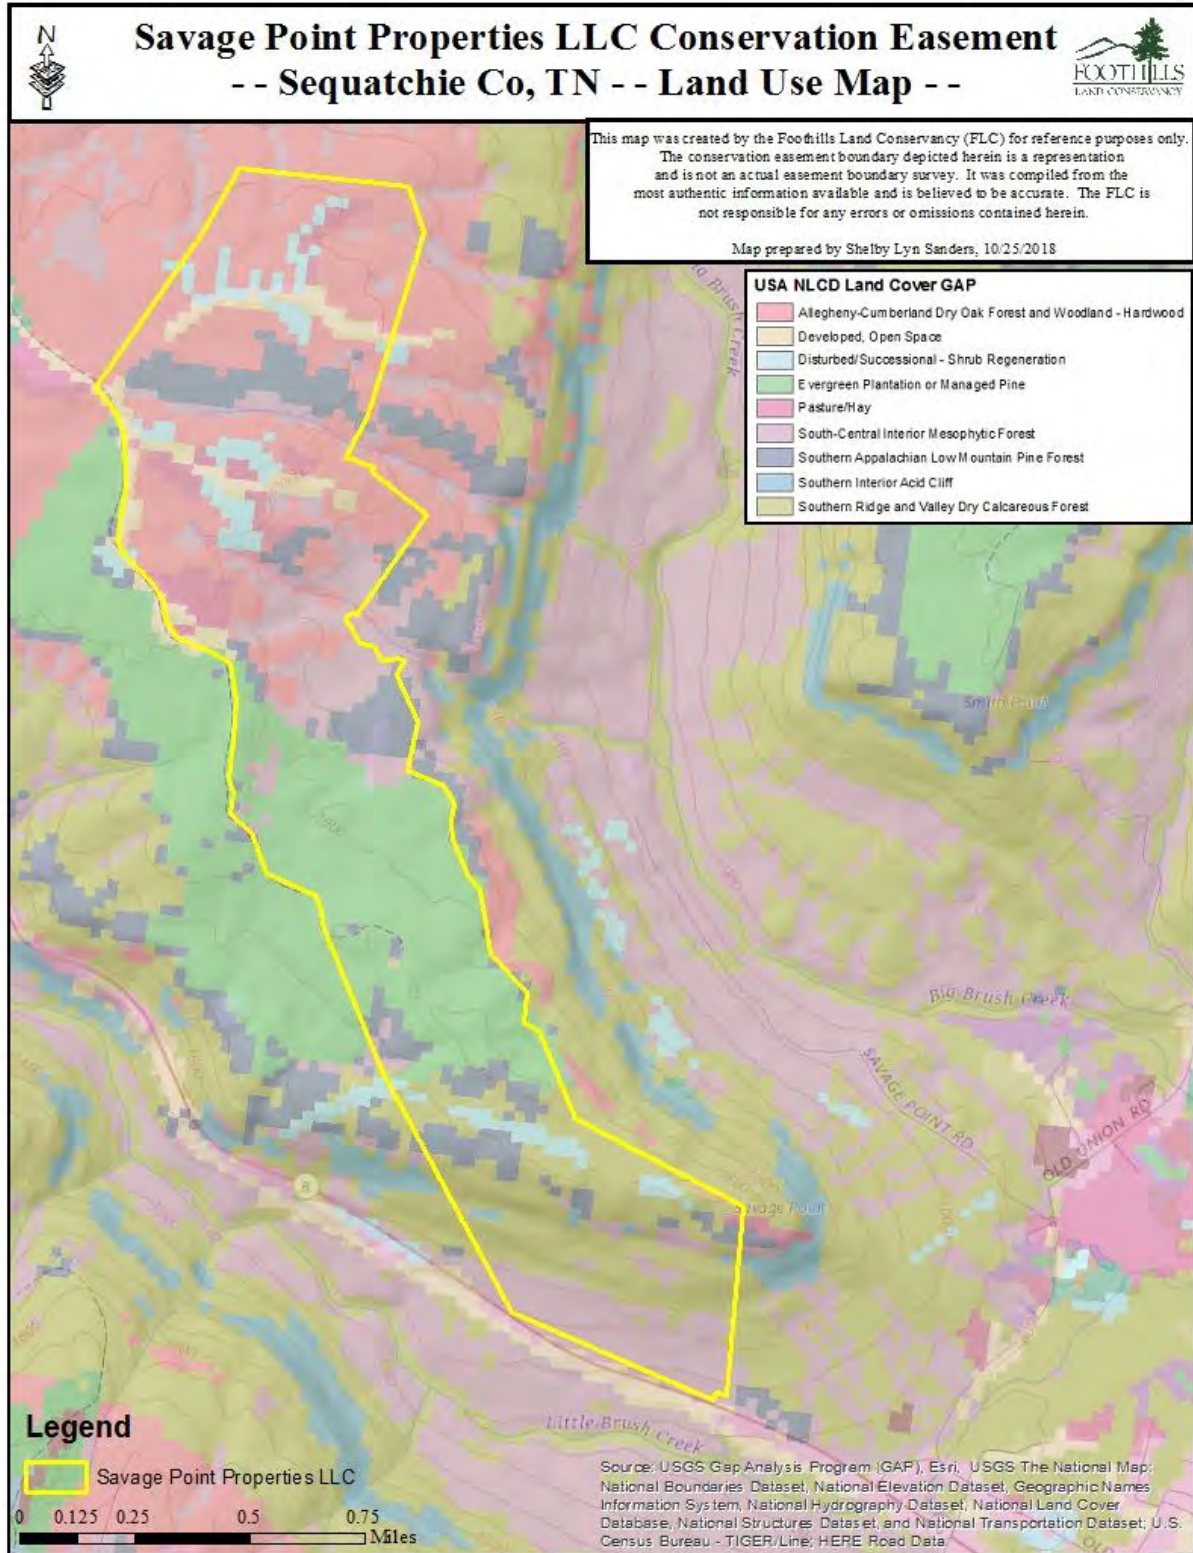 N
Savage Point Properties LLC Conservation Easement
- - Sequatchie Co, TN - - Land Use Map - -
FOOTHILLS
LAND CONSERVANCY
This map was created by the Foothills Land Conservancy (FLC) for reference purposes only.
The conservation easement boundary depicted herein is a representation
and is not an actual easement boundary survey. It was compiled from the
most authentic information available and is believed to be accurate. The FLC is
not responsible for any errors or omissions contained herein.
Map prepared by Shelby Lyn Sanders, 10/25/2018
USA NLCD Land Cover GAP
Allegheny-Cumberland Dry Oak Forest and Woodland - Hardwood
Developed, Open Space
Disturbed/Successional - Shrub Regeneration
Evergreen Plantation or Managed Pine
Pasture/Hay
South-Central Interior Mesophytic Forest
Southern Appalachian Low Mountain Pine Forest
Southern Interior Acid Cliff
Southern Ridge and Valley Dry Calcareous Forest
Brush Creek
Smith Point
Big Brush Creek
SAVAGE POINT RD
OLD UNION RD
Savage Point
8
Little Brush Creek
Legend
Savage Point Properties LLC
0 0.125 0.25 0.5 0.75
Miles
Source: USGS Gap Analysis Program (GAP), Esri, USGS The National Map:
National Boundaries Dataset, National Elevation Dataset, Geographic Names
Information System, National Hydrography Dataset, National Land Cover
Database, National Structures Dataset, and National Transportation Dataset; U.S.
Census Bureau - TIGER/Line; HERE Road Data